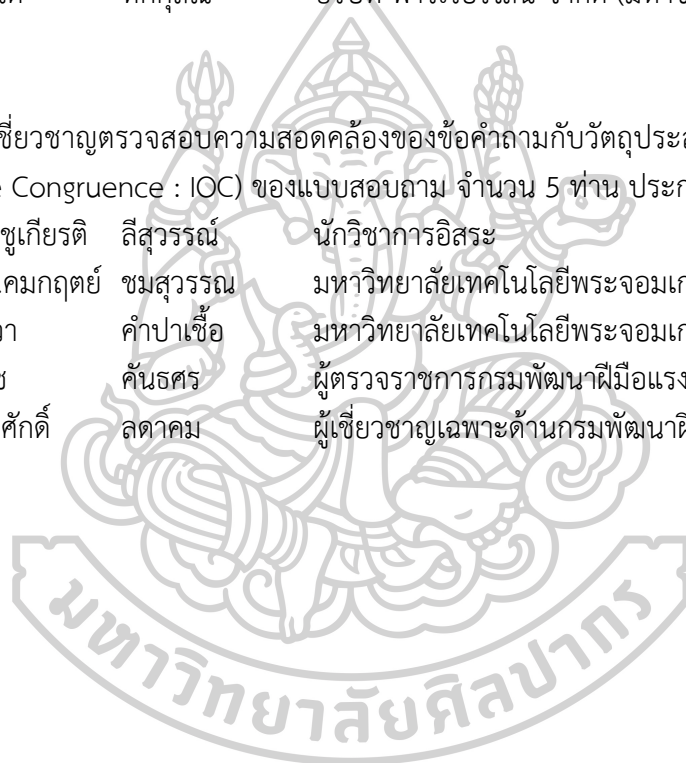 ชี่ยวชาญตรวจสอบความสอดคล้องของข้อคำถามกับวัตถุประส
e Congruence : IOC) ของแบบสอบถาม จำนวน 5 ท่าน ประก
ชูเกียรติ ลีสุวรรณ์ นักวิชาการอิสระ
คมกฤตย์ ชมสุวรรณ มหาวิทยาลัยเทคโนโลยีพระจอมเก
วา คำปาเชื้อ มหาวิทยาลัยเทคโนโลยีพระจอมเก
ช คันธศร ผู้ตรวจราชการกรมพัฒนาฝีมือแรง
ศักดิ์ ลดาคม ผู้เชี่ยวชาญเฉพาะด้านกรมพัฒนาฝี
มหาวิทยาลัยศิลปากร